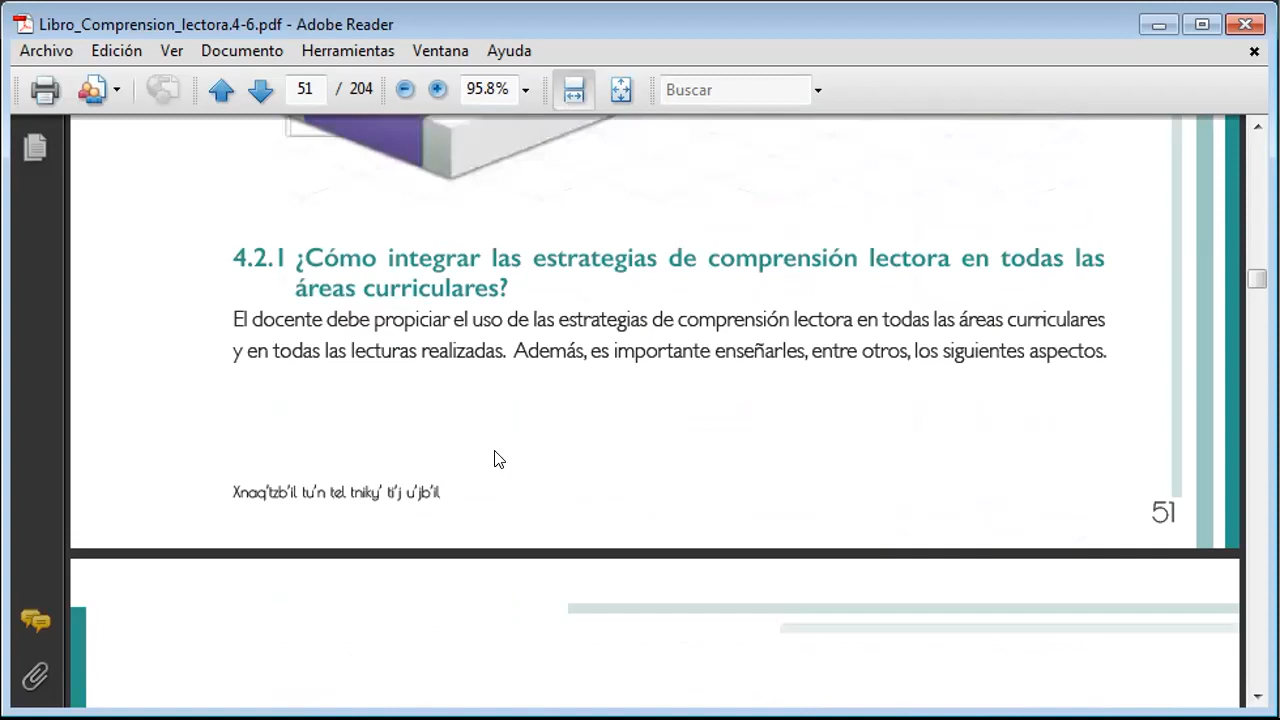 Libro_Comprension_lectora.4-6.pdf - Adobe Reader
Archivo Edición Ver Documento Herramientas Ventana Ayuda
51 / 204 95.8% Buscar
4.2.1 ¿Cómo integrar las estrategias de comprensión lectora en todas las
áreas curriculares?
El docente debe propiciar el uso de las estrategias de comprensión lectora en todas las áreas curriculares
y en todas las lecturas realizadas. Además, es importante enseñarles, entre otros, los siguientes aspectos.
Xnaq'tzb'il tu'n tel tniky' ti'j u'jb'il
51